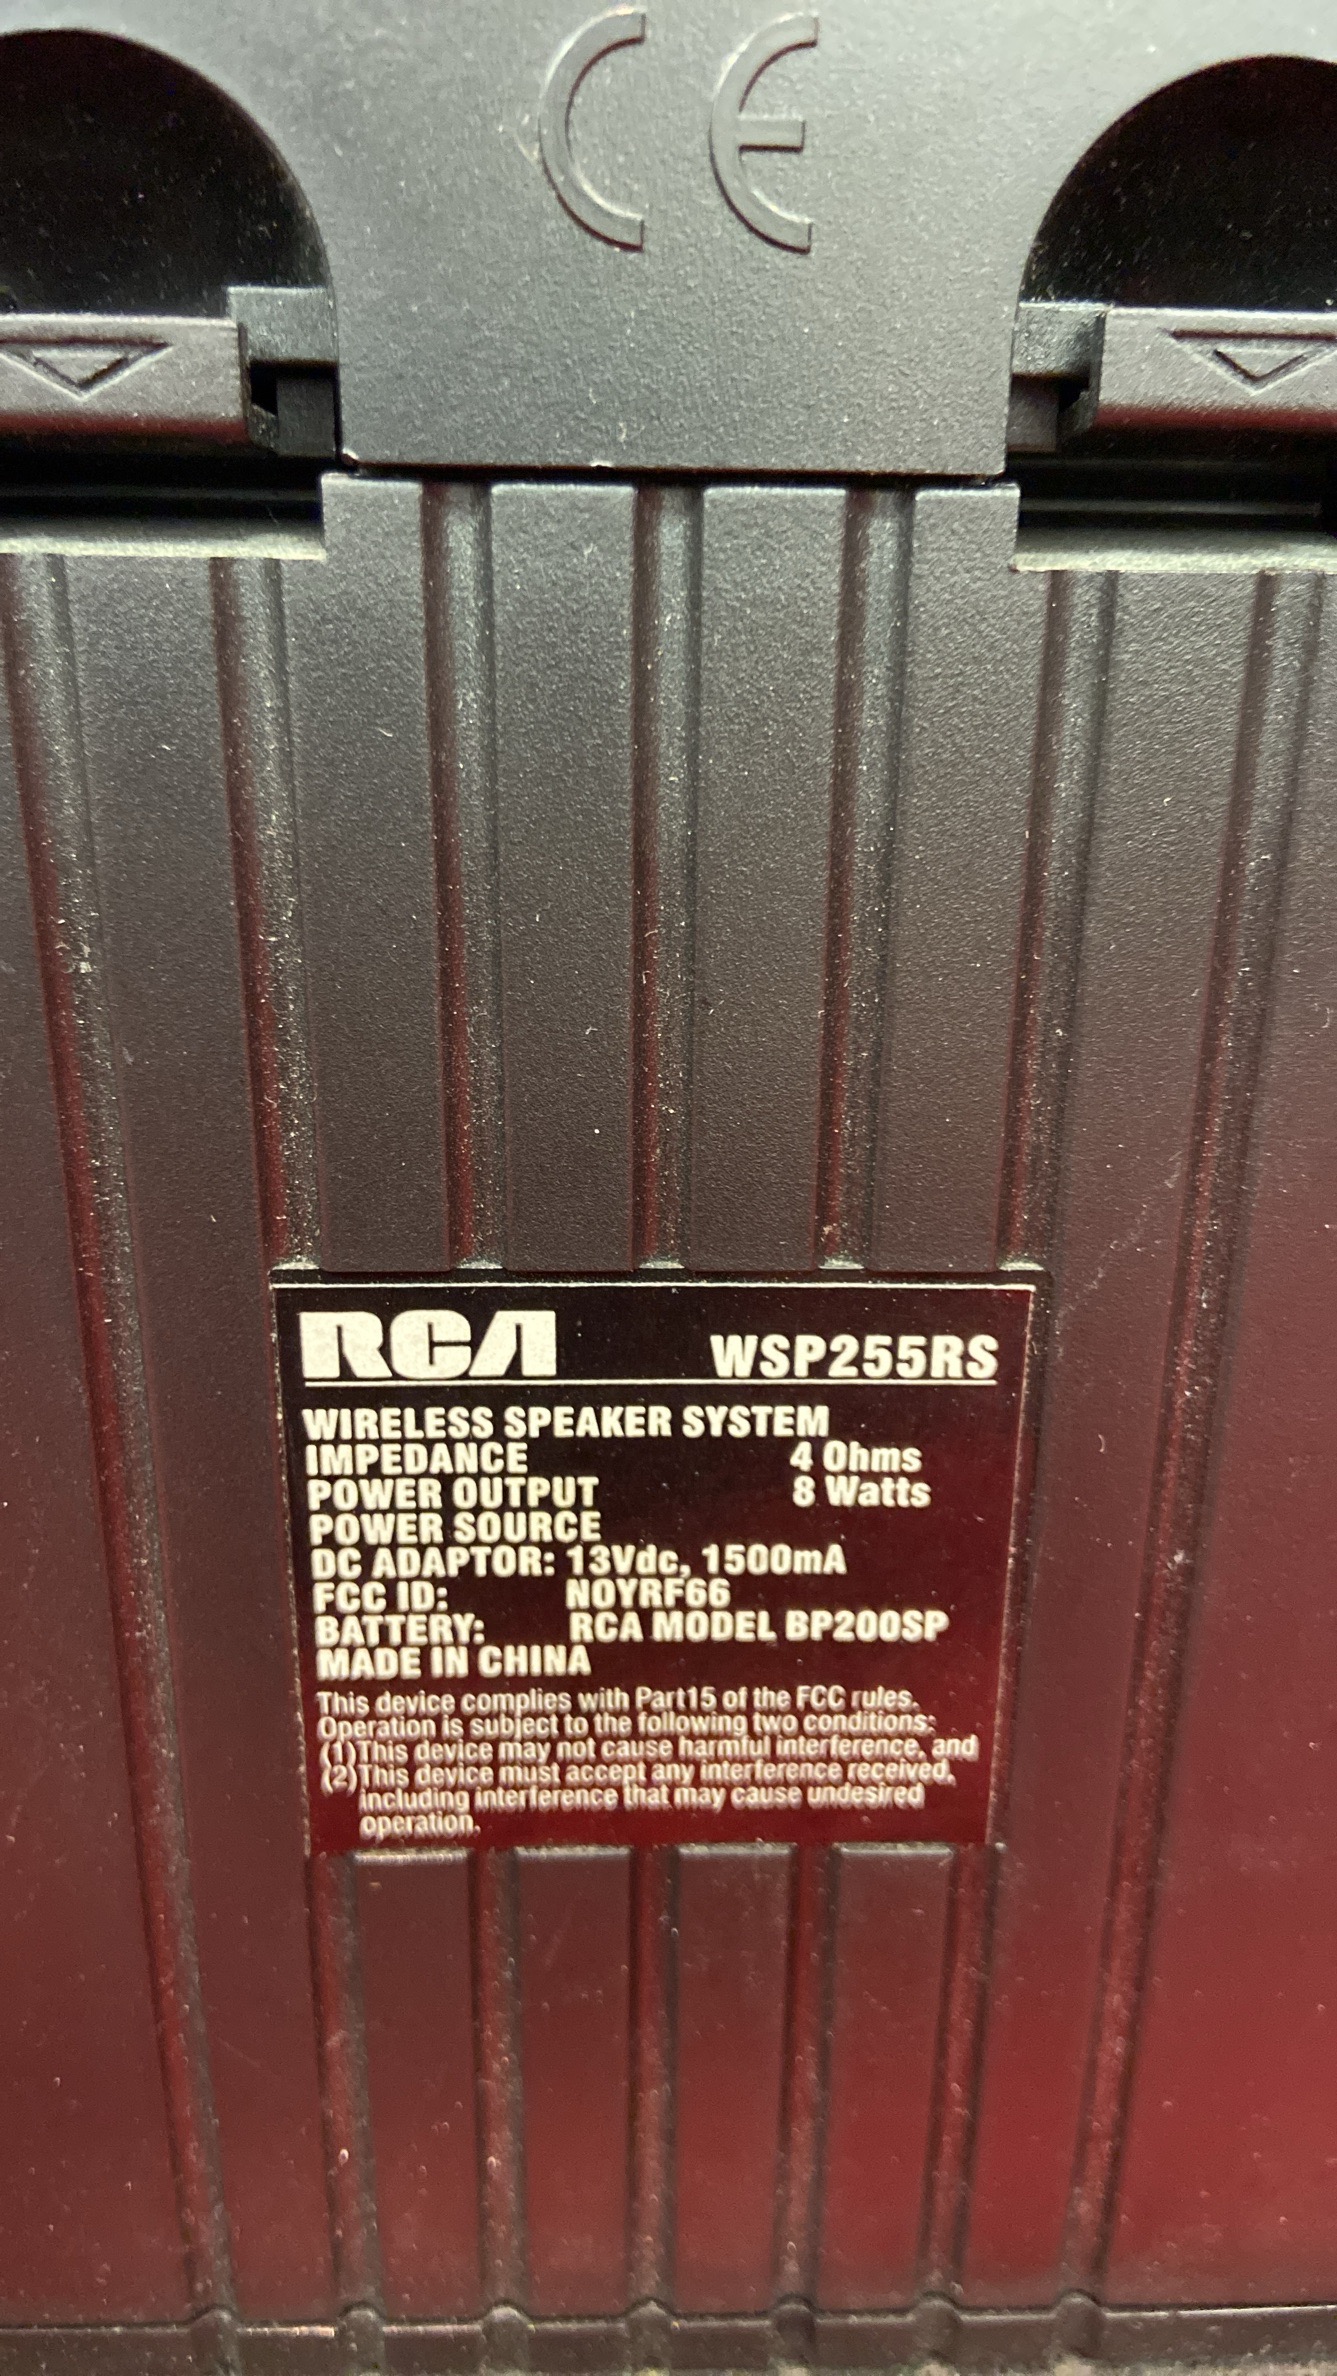 CE
RCA WSP255RS
WIRELESS SPEAKER SYSTEM
IMPEDANCE 4 Ohms
POWER OUTPUT 8 Watts
POWER SOURCE
DC ADAPTOR: 13Vdc, 1500mA
FCC ID: NOYRF66
BATTERY: RCA MODEL BP200SP
MADE IN CHINA
This device complies with Part15 of the FCC rules.
Operation is subject to the following two conditions:
(1)This device may not cause harmful interference, and
(2)This device must accept any interference received,
including interference that may cause undesired
operation.